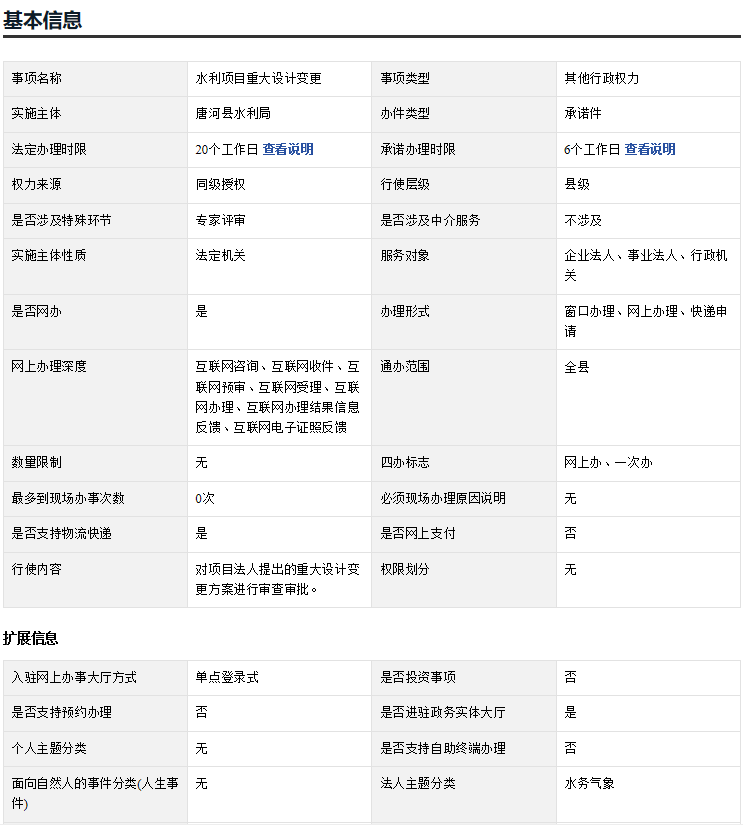 基本信息
事项名称 水利项目重大设计变更 事项类型 其他行政权力
实施主体 唐河县水利局 办件类型 承诺件
法定办理时限 20个工作日 查看说明 承诺办理时限 6个工作日 查看说明
权力来源 同级授权 行使层级 县级
是否涉及特殊环节 专家评审 是否涉及中介服务 不涉及
实施主体性质 法定机关 服务对象 企业法人、事业法人、行政机
关
是否网办 是 办理形式 窗口办理、网上办理、快递申
请
网上办理深度 互联网咨询、互联网收件、互 通办范围 全县
联网预审、互联网受理、互联
网办理、互联网办理结果信息
反馈、互联网电子证照反馈
数量限制 无 四办标志 网上办、一次办
最多到现场办事次数 0次 必须现场办理原因说明 无
是否支持物流快递 是 是否网上支付 否
行使内容 对项目法人提出的重大设计变 权限划分 无
更方案进行审查审批。
扩展信息
入驻网上办事大厅方式 单点登录式 是否投资事项 否
是否支持预约办理 否 是否进驻政务实体大厅 是
个人主题分类 无 是否支持自助终端办理 否
面向自然人的事件分类(人生事 无 法人主题分类 水务气象
件)